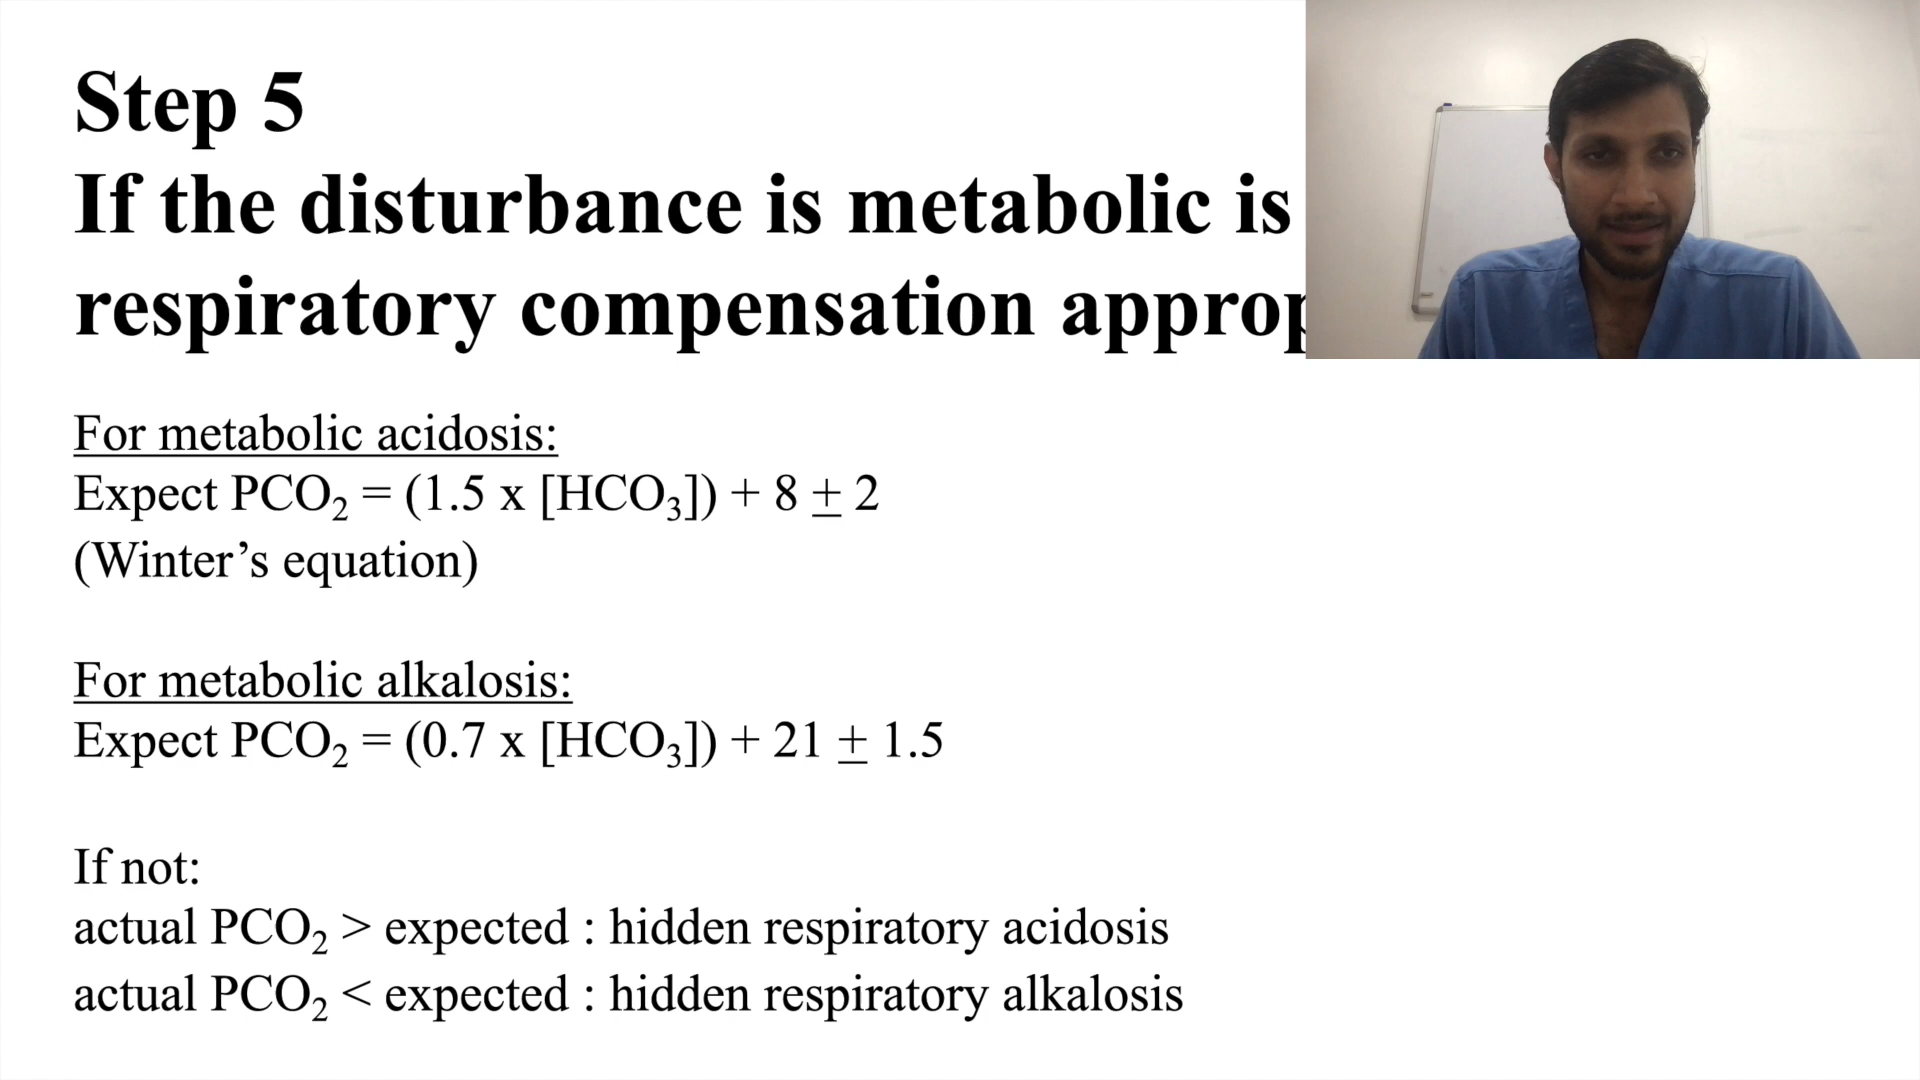 Step 5
If the disturbance is metabolic is
respiratory compensation
For metabolic acidosis:
Expect PCO₂ = (1.5 x [HCO₃]) + 8 ± 2
(Winter’s equation)
For metabolic alkalosis:
Expect PCO₂ = (0.7 x [HCO₃]) + 21 ± 1.5
If not:
actual PCO₂ > expected : hidden respiratory acidosis
actual PCO₂ < expected : hidden respiratory alkalosis